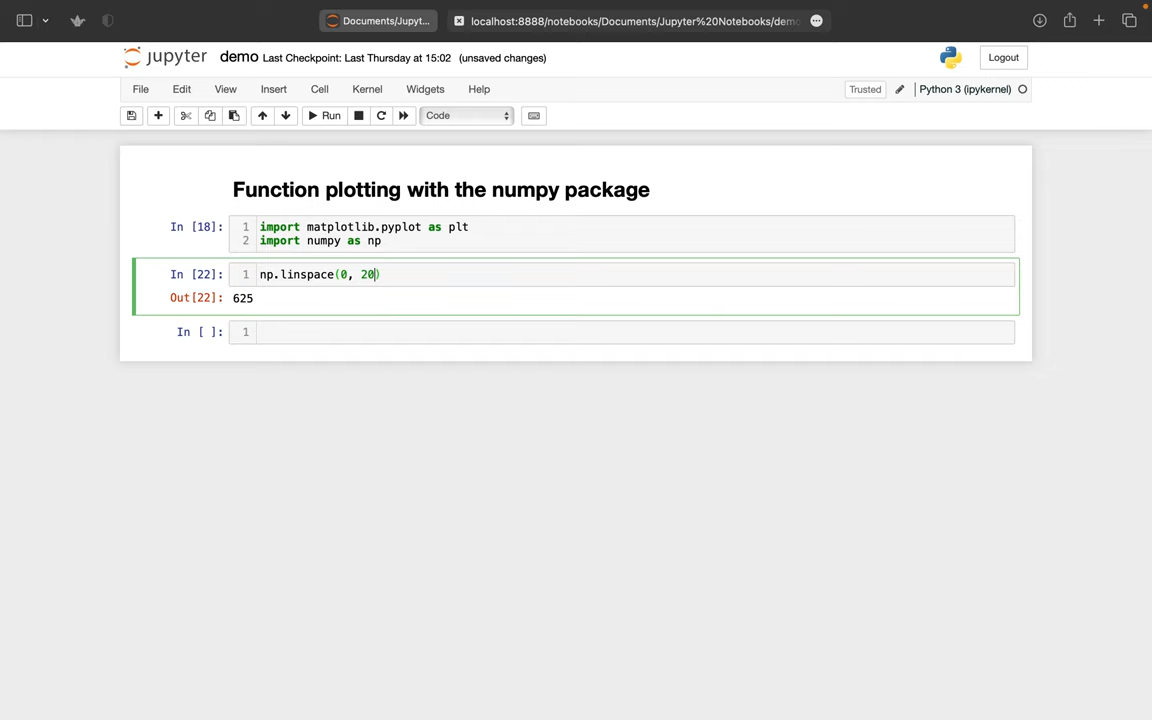 Documents/Jupyt...
localhost:8888/notebooks/Documents/Jupyter%20Notebooks/demo
jupyter demo Last Checkpoint: Last Thursday at 15:02 (unsaved changes)
Logout
File Edit View Insert Cell Kernel Widgets Help
Trusted
Python 3 (ipykernel)
Run
Code
Function plotting with the numpy package
In [18]: 1 import matplotlib.pyplot as plt
2 import numpy as np
In [22]: 1 np.linspace(0, 20)
Out[22]: 625
In [ ]: 1